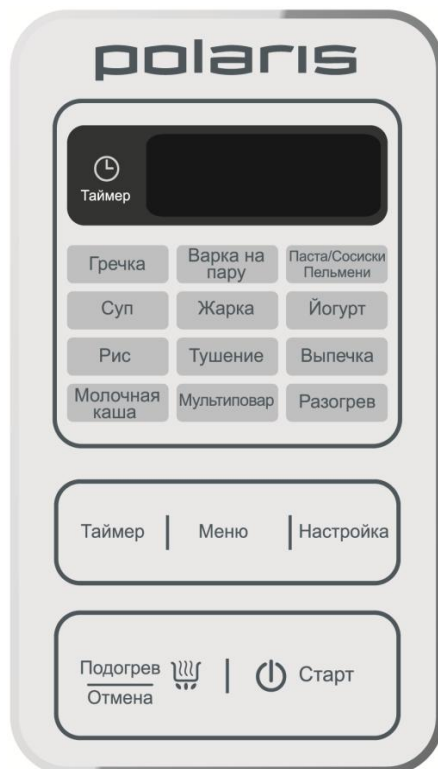 polaris
Таймер
Гречка
Варка на
пару
Паста/Сосиски
Пельмени
Суп
Жарка
Йогурт
Рис
Тушение
Выпечка
Молочная
каша
Мультиповар
Разогрев
Таймер | Меню | Настройка
Подогрев
Отмена
Старт